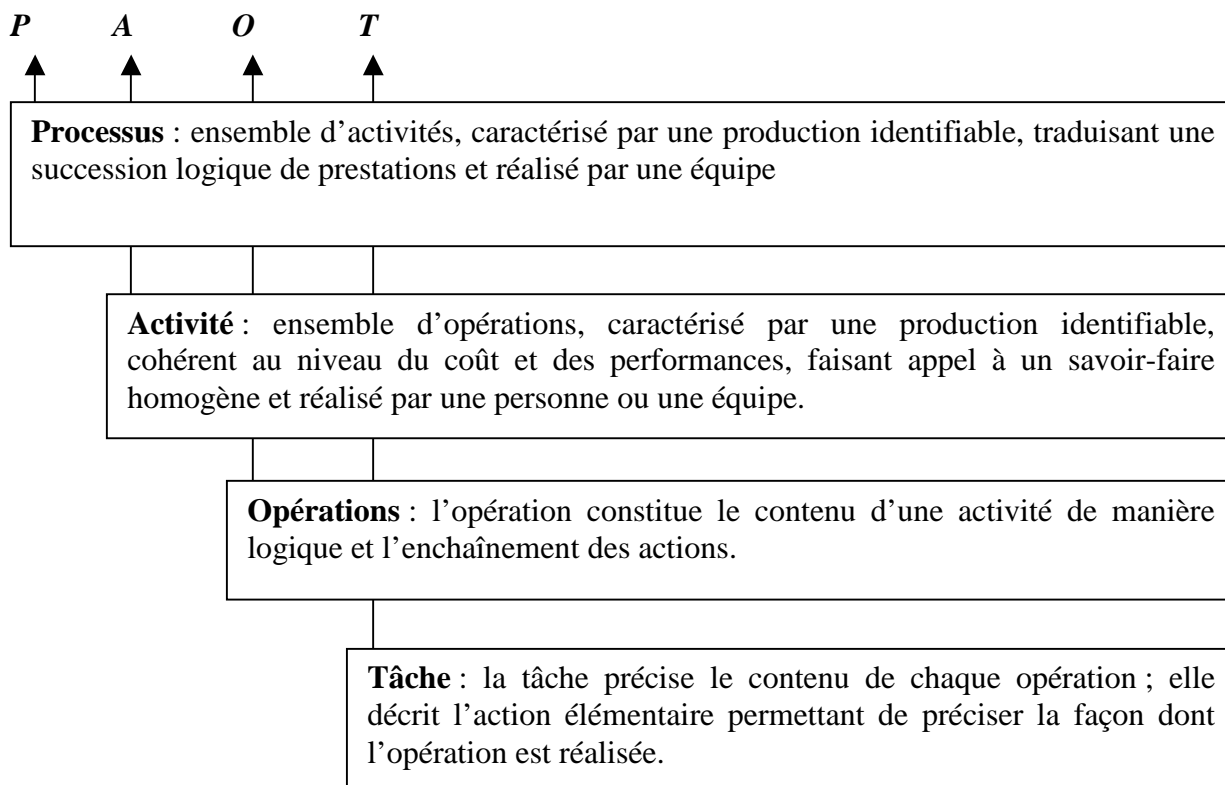 P A O T
Processus : ensemble d’activités, caractérisé par une production identifiable, traduisant une
succession logique de prestations et réalisé par une équipe
Activité : ensemble d’opérations, caractérisé par une production identifiable,
cohérent au niveau du coût et des performances, faisant appel à un savoir-faire
homogène et réalisé par une personne ou une équipe.
Opérations : l’opération constitue le contenu d’une activité de manière
logique et l’enchaînement des actions.
Tâche : la tâche précise le contenu de chaque opération ; elle
décrit l’action élémentaire permettant de préciser la façon dont
l’opération est réalisée.